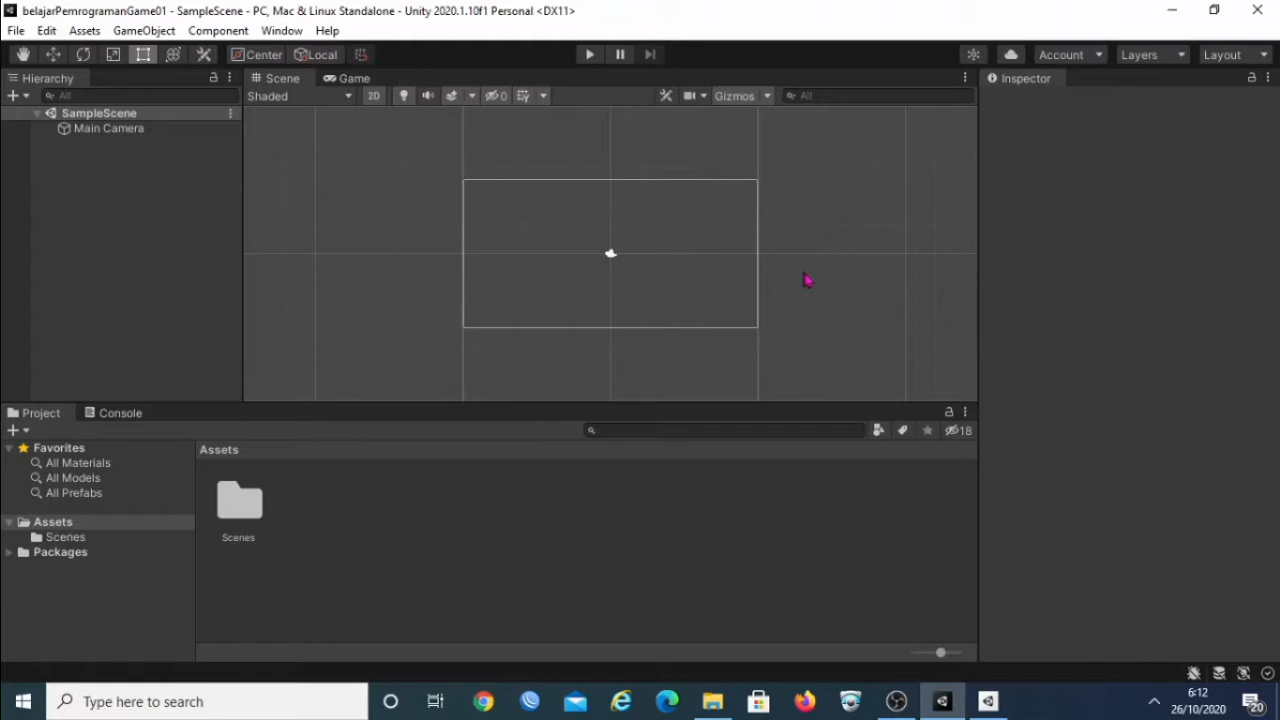 belajarPemrogramanGame01 - SampleScene - PC, Mac & Linux Standalone - Unity 2020.1.10f1 Personal <DX11>
File Edit Assets GameObject Component Window Help
Center Local Account Layers Layout
Hierarchy Scene Game Inspector
All Shaded 2D 0 Gizmos All
SampleScene
Main Camera
Project Console
18
Favorites Assets
All Materials
All Models
All Prefabs
Assets
Scenes Scenes
Packages
Type here to search
6:12
26/10/2020
20